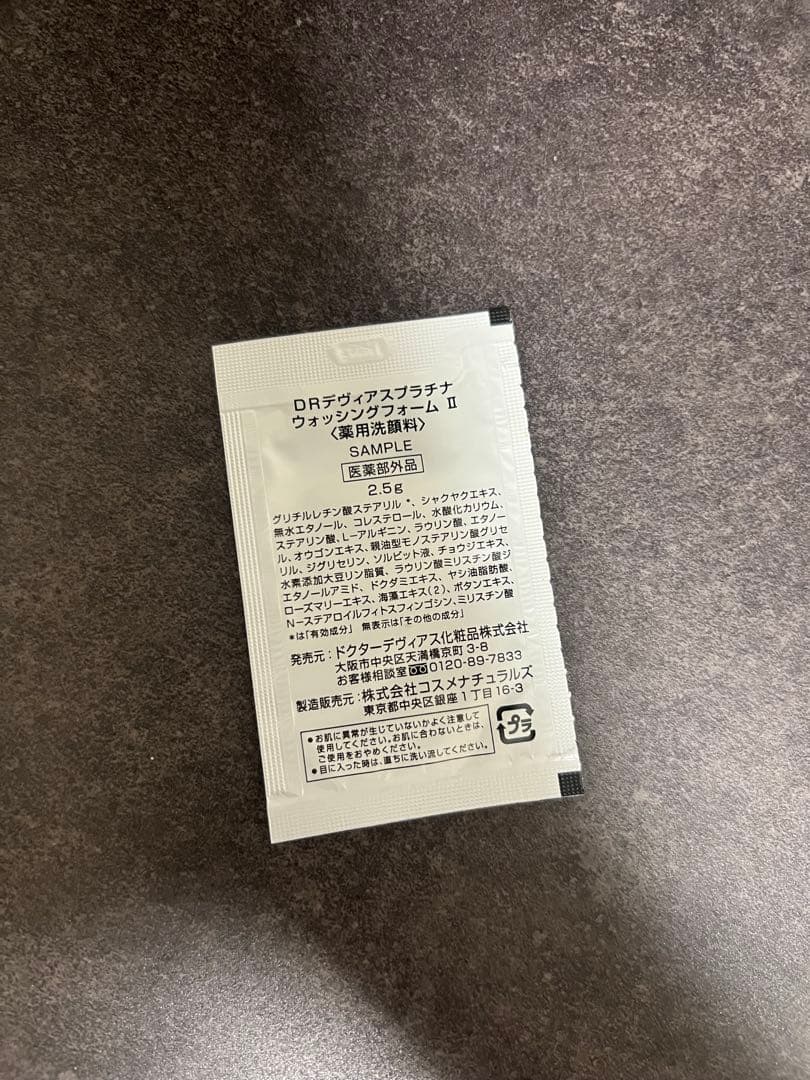 DRデヴィアスプラチナ
ウォッシングフォーム Ⅱ
〈薬用洗顔料〉
SAMPLE
医薬部外品
2.5g
グリチルレチン酸ステアリル*、シャクヤクエキス、
無水エタノール、コレステロール、水酸化カリウム、
ステアリン酸、L-アルギニン、ラウリン酸、エタノー
ル、オウゴンエキス、親油型モノステアリン酸グリセ
リル、ジグリセリン、ソルビット液、チョウジエキス、
水素添加大豆リン脂質、ラウリン酸ミリスチン酸ジ
エタノールアミド、ドクダミエキス、ヤシ油脂肪酸、
ローズマリーエキス、海藻エキス(2)、ボタンエキス、
N-ステアロイルフィトスフィンゴシン、ミリスチン酸
*は「有効成分」 無表示は「その他の成分」
発売元：ドクターデヴィアス化粧品株式会社
大阪市中央区天満橋京町3-8
お客様相談室 0120-89-7833
製造販売元：株式会社コスメナチュラルズ
東京都中央区銀座1丁目16-3
●お肌に異常が生じていないかよく注意して
使用してください。お肌に合わないときは、
ご使用をおやめください。
●目に入った時は、直ちに洗い流してください。
プラ